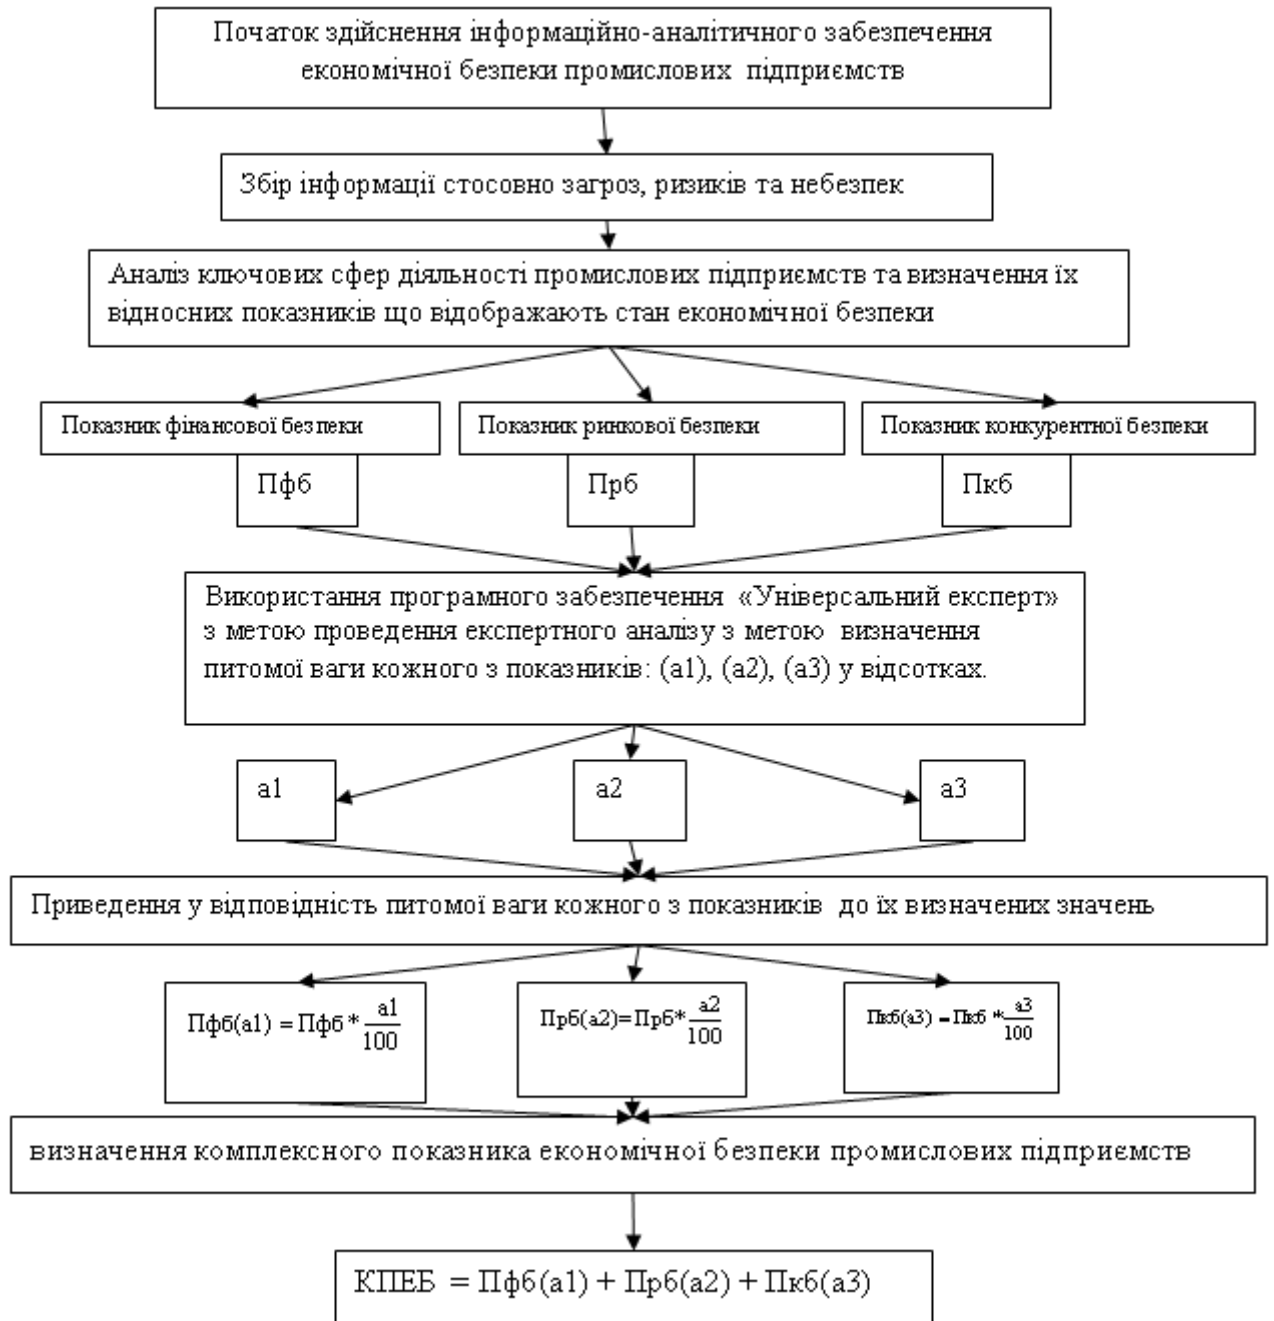 Початок здійснення інформаційно-аналітичного забезпечення
економічної безпеки промислових підприємств
Збір інформації стосовно загроз, ризиків та небезпек
Аналіз ключових сфер діяльності промислових підприємств та визначення їх
відносних показників що відображають стан економічної безпеки
Показник фінансової безпеки
Показник ринкової безпеки
Показник конкурентної безпеки
Пфб
Прб
Пкб
Використання програмного забезпечення «Універсальний експерт»
з метою проведення експертного аналізу з метою визначення
питомої ваги кожного з показників: (а1), (а2), (а3) у відсотках.
а1
а2
а3
Приведення у відповідність питомої ваги кожного з показників до їх визначених значень
Пфб(а1) = Пфб * а1/100
Прб(а2)= Прб* а2/100
Пкб(а3) = Пкб * а3/100
визначення комплексного показника економічної безпеки промислових підприємств
КПЕБ = Пфб(а1) + Прб(а2) + Пкб(а3)